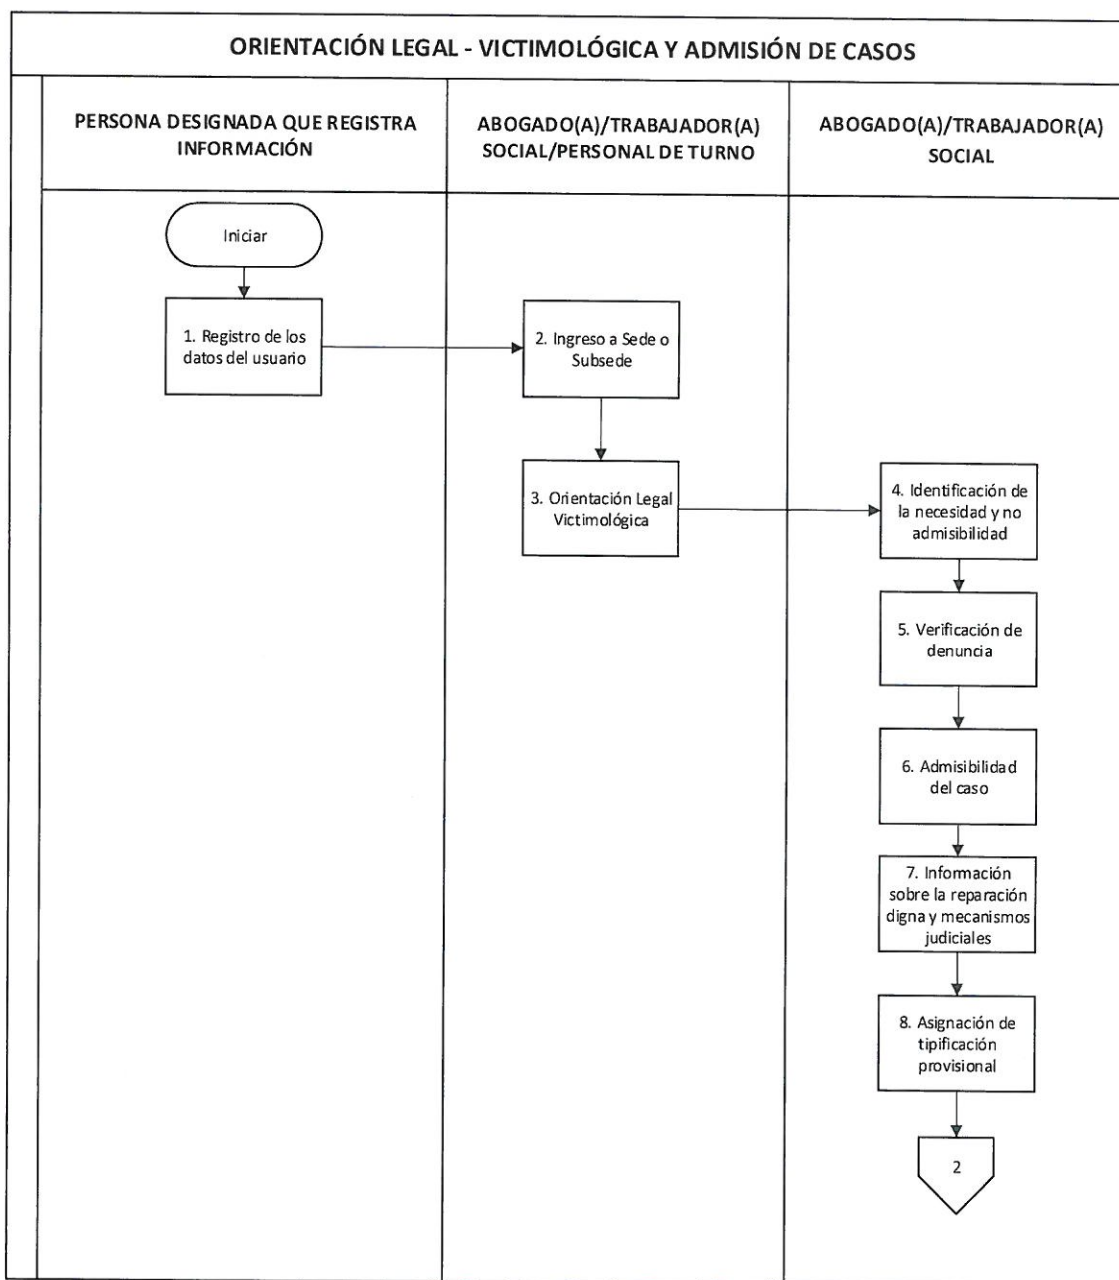 ORIENTACIÓN LEGAL - VICTIMOLÓGICA Y ADMISIÓN DE CASOS
PERSONA DESIGNADA QUE REGISTRA
INFORMACIÓN
ABOGADO(A)/TRABAJADOR(A)
SOCIAL/PERSONAL DE TURNO
ABOGADO(A)/TRABAJADOR(A)
SOCIAL
Iniciar
1. Registro de los
datos del usuario
2. Ingreso a Sede o
Subsede
3. Orientación Legal
Victimológica
4. Identificación de
la necesidad y no
admisibilidad
5. Verificación de
denuncia
6. Admisibilidad
del caso
7. Información
sobre la reparación
digna y mecanismos
judiciales
8. Asignación de
tipificación
provisional
2